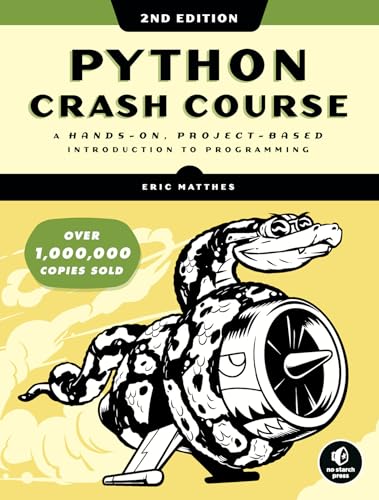 2ND EDITION
PYTHON
CRASH COURSE
A HANDS-ON, PROJECT-BASED
INTRODUCTION TO PROGRAMMING
ERIC MATTHES
OVER
1,000,000
COPIES SOLD
no starch
press